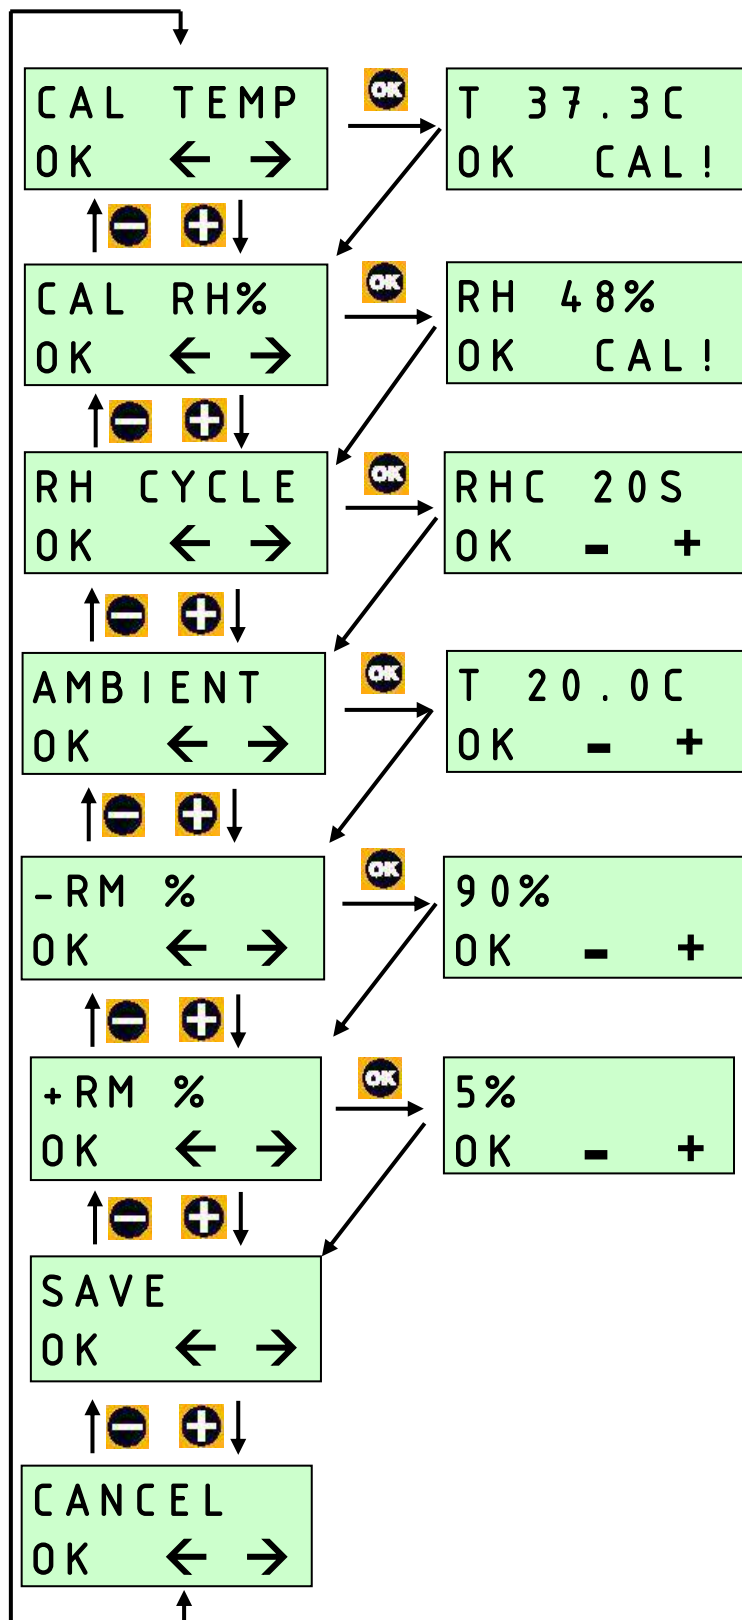 CAL TEMP
OK ← →
OK
T 37.3C
OK CAL!
CAL RH%
OK ← →
OK
RH 48%
OK CAL!
RH CYCLE
OK ← →
OK
RHC 20S
OK - +
AMBIENT
OK ← →
OK
T 20.0C
OK - +
-RM %
OK ← →
OK
90%
OK - +
+RM %
OK ← →
OK
5%
OK - +
SAVE
OK ← →
CANCEL
OK ← →